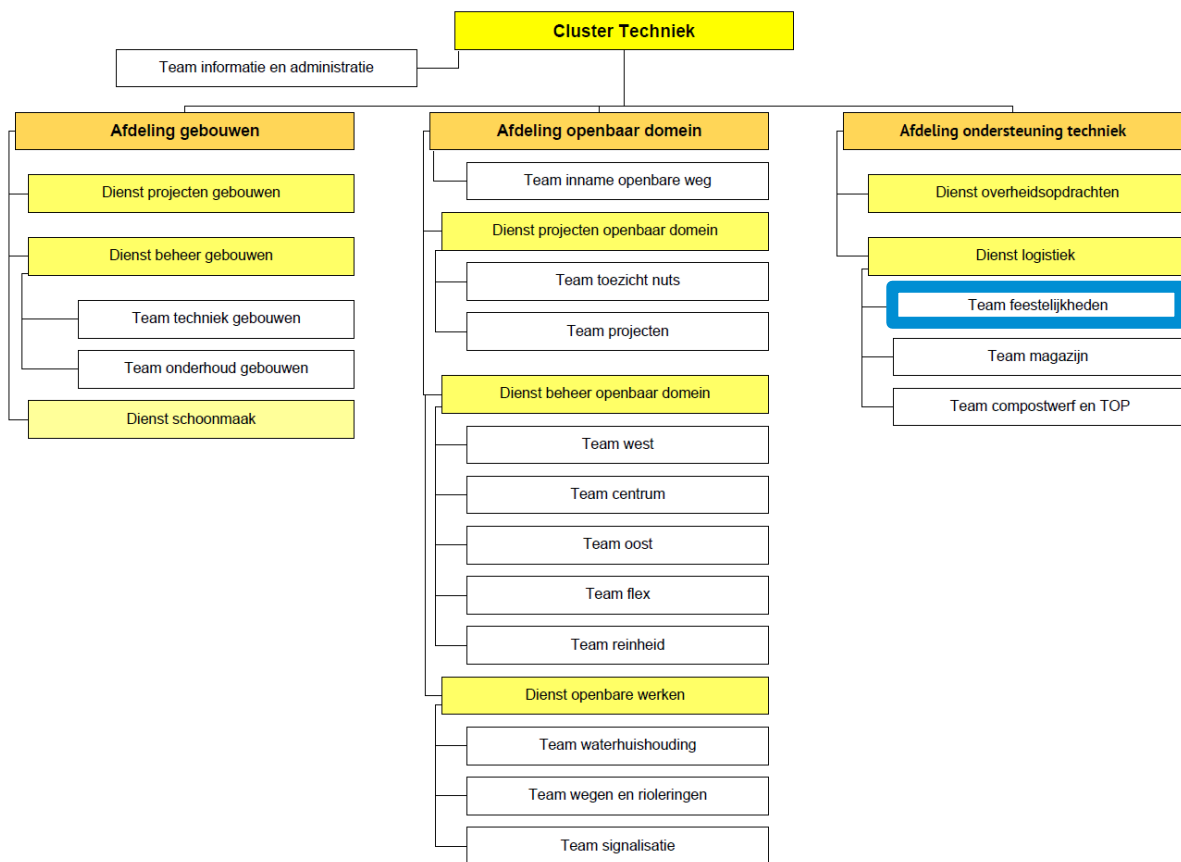 Cluster Techniek
Team informatie en administratie
Afdeling gebouwen
Dienst projecten gebouwen
Dienst beheer gebouwen
Team techniek gebouwen
Team onderhoud gebouwen
Dienst schoonmaak
Afdeling openbaar domein
Team inname openbare weg
Dienst projecten openbaar domein
Team toezicht nuts
Team projecten
Dienst beheer openbaar domein
Team west
Team centrum
Team oost
Team flex
Team reinheid
Dienst openbare werken
Team waterhuishouding
Team wegen en rioleringen
Team signalisatie
Afdeling ondersteuning techniek
Dienst overheidsopdrachten
Dienst logistiek
Team feestelijkheden
Team magazijn
Team compostwerf en TOP